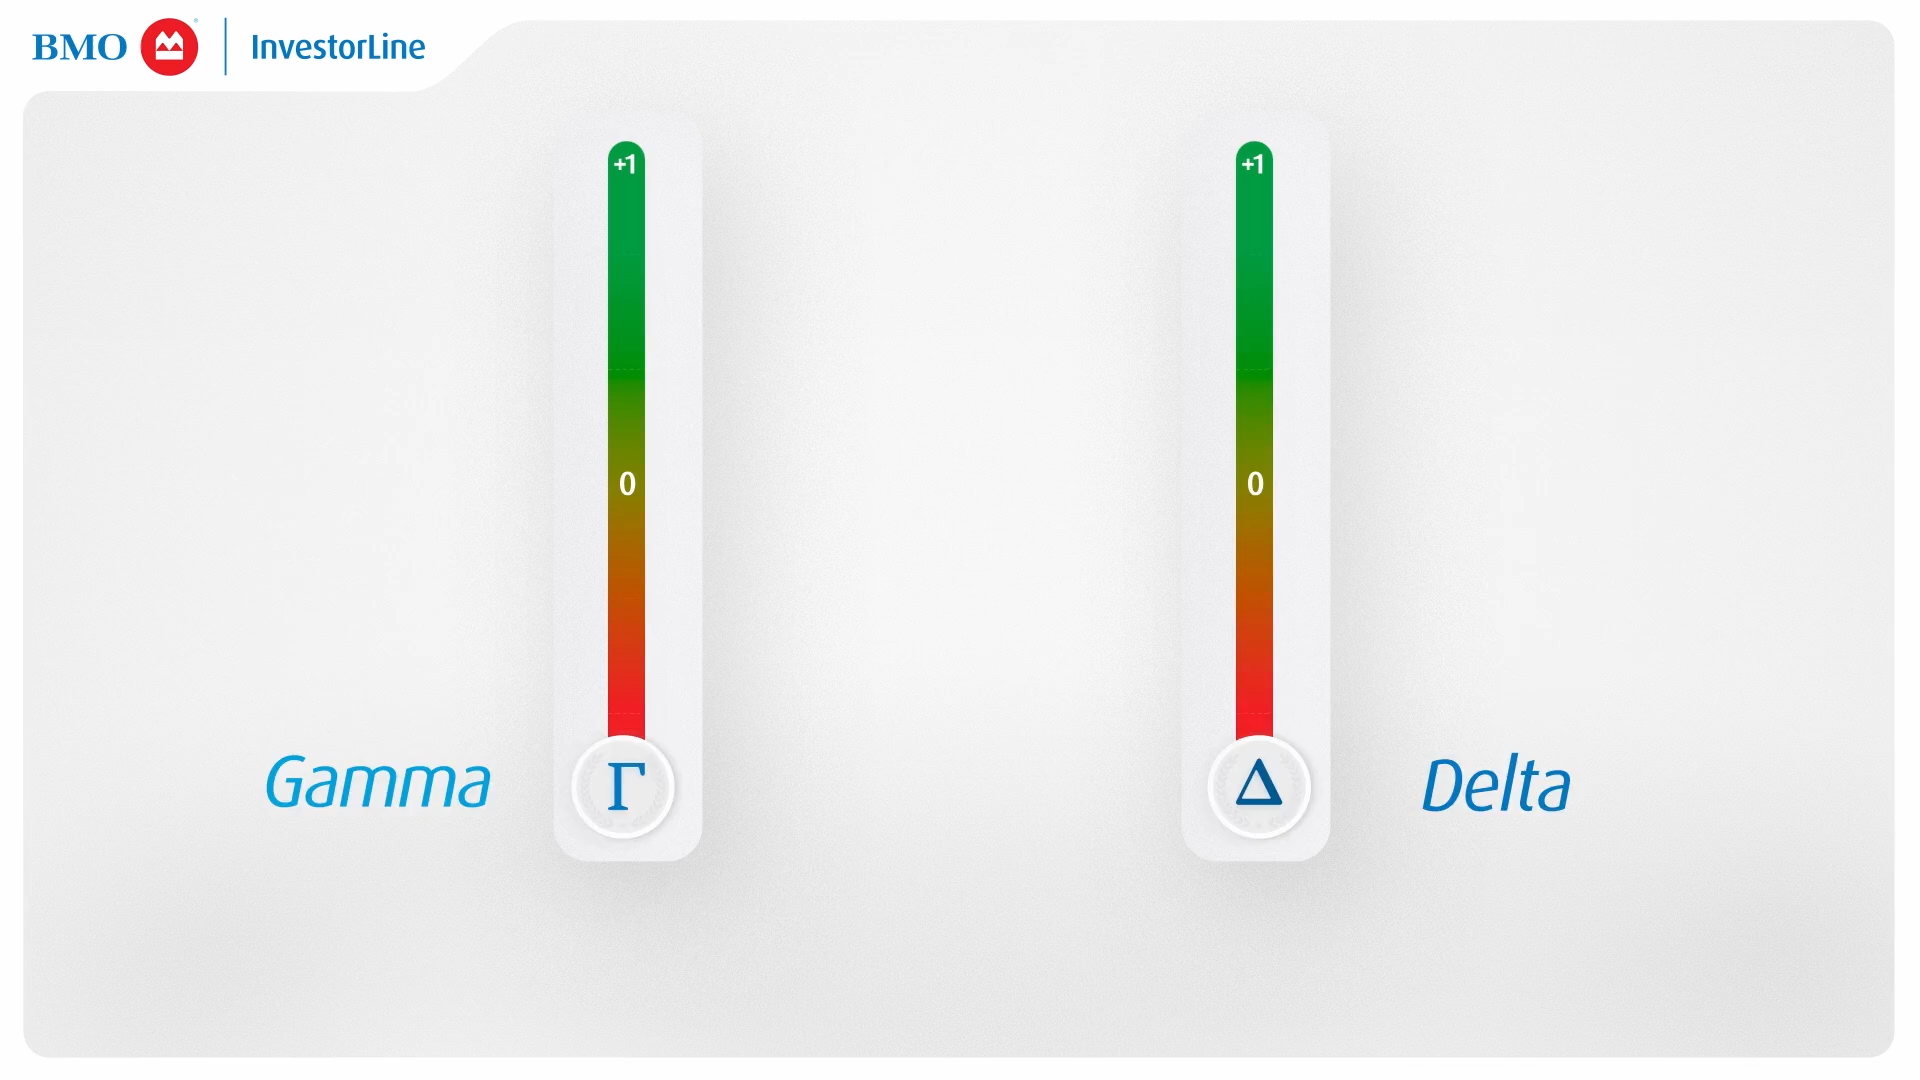 BMO InvestorLine
+1
+1
0
0
Gamma
Γ
Δ
Delta